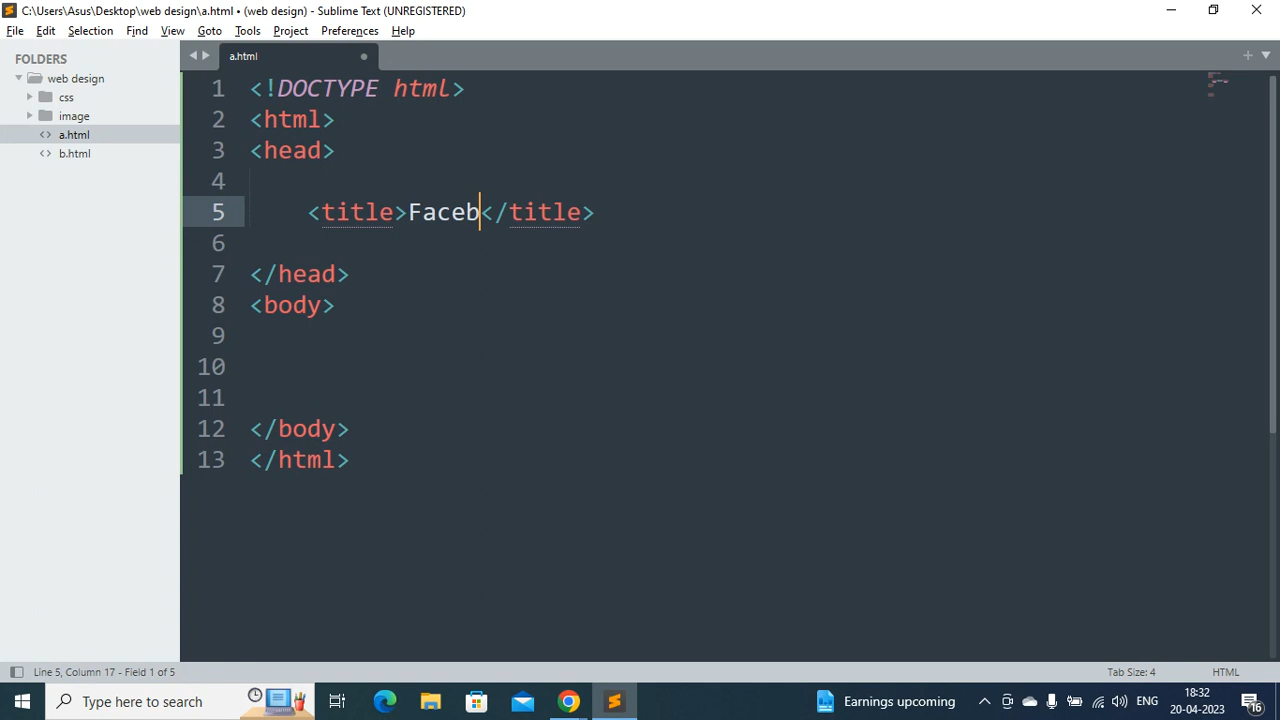 C:\Users\Asus\Desktop\web design\a.html • (web design) - Sublime Text (UNREGISTERED)
File Edit Selection Find View Goto Tools Project Preferences Help
FOLDERS
web design
css
image
a.html
b.html
a.html
1 <!DOCTYPE html>
2 <html>
3 <head>
4
5 <title>Faceb</title>
6
7 </head>
8 <body>
9
10
11
12 </body>
13 </html>
Line 5, Column 17 - Field 1 of 5
Tab Size: 4
HTML
Type here to search
Earnings upcoming
ENG
18:32
20-04-2023
16